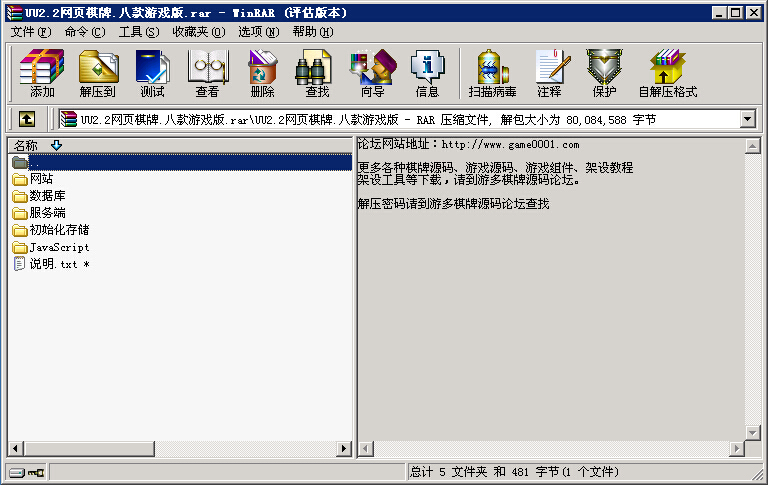 UU2.2网页棋牌.八款游戏版.rar - WinRAR (评估版本)
文件(F) 命令(C) 工具(S) 收藏夹(O) 选项(N) 帮助(H)
添加 解压到 测试 查看 删除 查找 向导 信息 扫描病毒 注释 保护 自解压格式
UU2.2网页棋牌.八款游戏版.rar\UU2.2网页棋牌.八款游戏版 - RAR 压缩文件, 解包大小为 80,084,588 字节
名称
..
网站
数据库
服务端
初始化存储
JavaScript
说明.txt *
论坛网站地址：http://www.game0001.com
更多各种棋牌源码、游戏源码、游戏组件、架设教程
架设工具等下载，请到游多棋牌源码论坛。
解压密码请到游多棋牌源码论坛查找
总计 5 文件夹 和 481 字节(1 个文件)